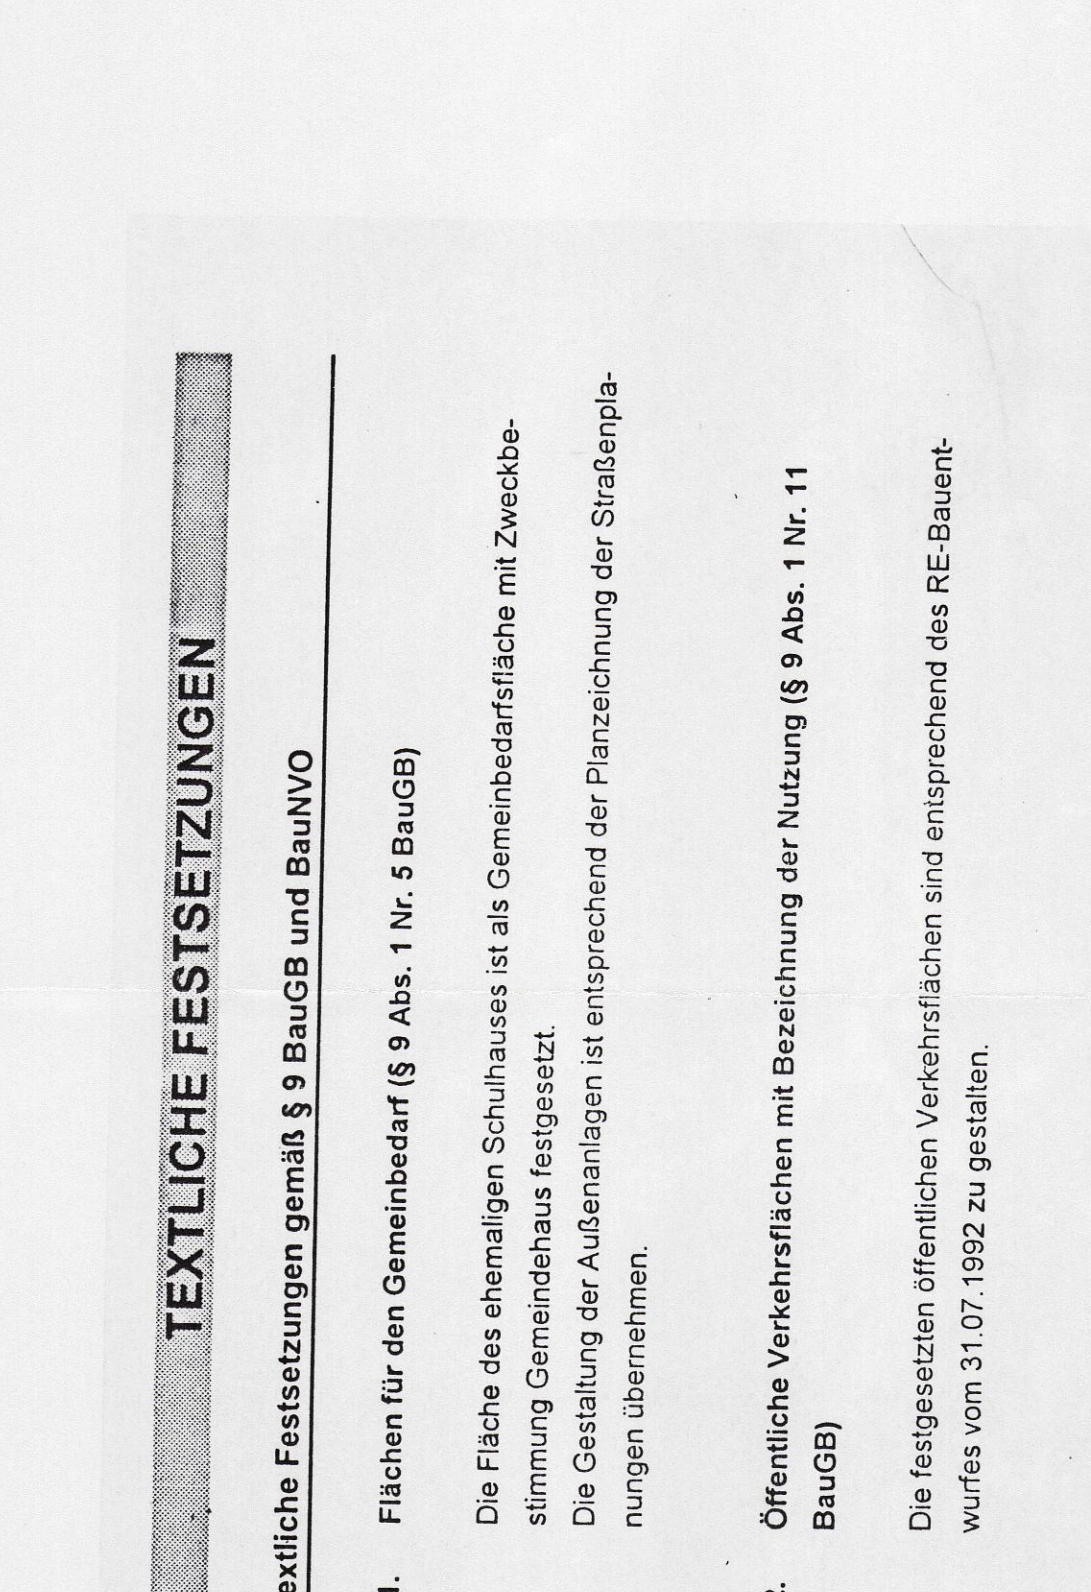 TEXTLICHE FESTSETZUNGEN
extliche Festsetzungen gemäß § 9 BauGB und BauNVO
1.    Flächen für den Gemeinbedarf (§ 9 Abs. 1 Nr. 5 BauGB)
Die Fläche des ehemaligen Schulhauses ist als Gemeinbedarfsfläche mit Zweckbe-
stimmung Gemeindehaus festgesetzt.
Die Gestaltung der Außenanlagen ist entsprechend der Planzeichnung der Straßenpla-
nungen übernehmen.
2.    Öffentliche Verkehrsflächen mit Bezeichnung der Nutzung (§ 9 Abs. 1 Nr. 11
BauGB)
Die festgesetzten öffentlichen Verkehrsflächen sind entsprechend des RE-Bauent-
wurfes vom 31.07.1992 zu gestalten.